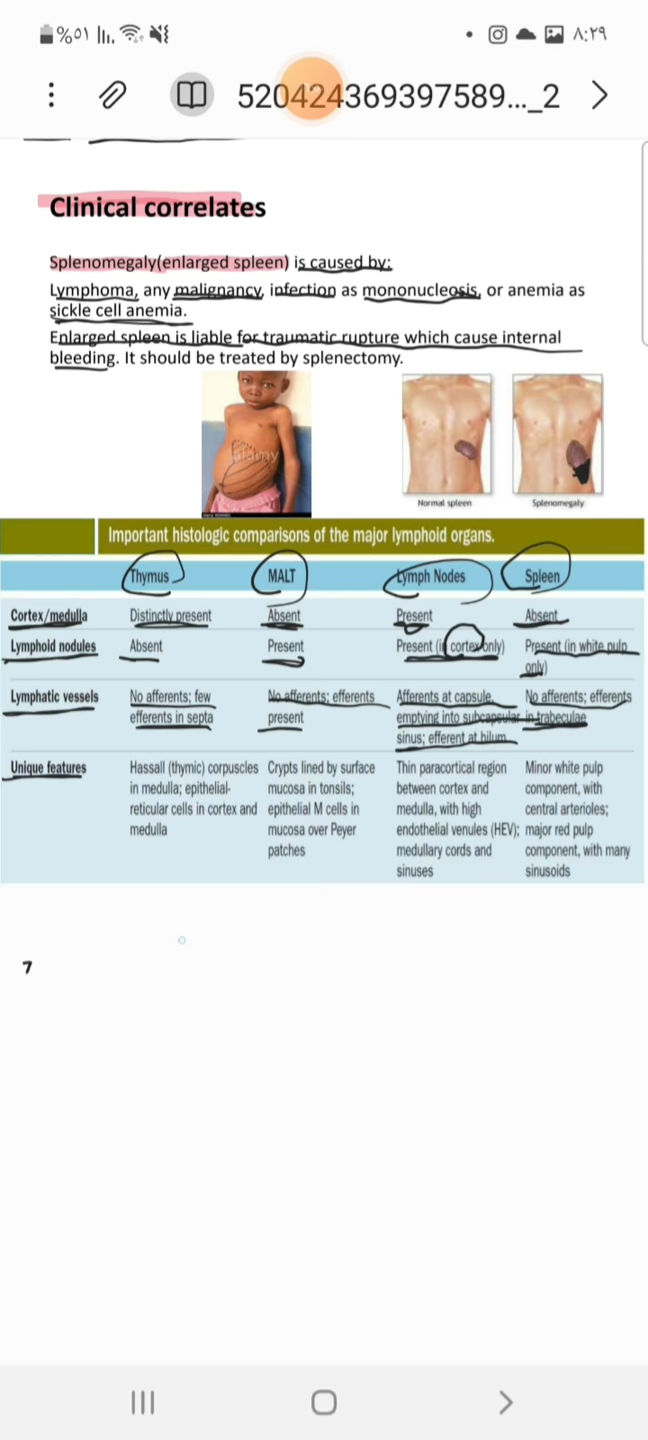 %٥١
٨:٢٩
520424369397589..._2
Clinical correlates
Splenomegaly(enlarged spleen) is caused by:
Lymphoma, any malignancy, infection as mononucleosis, or anemia as
sickle cell anemia.
Enlarged spleen is liable for traumatic rupture which cause internal
bleeding. It should be treated by splenectomy.
alamy
Normal spleen
Splenomegaly
Important histologic comparisons of the major lymphoid organs.
Thymus MALT Lymph Nodes Spleen
Cortex/medulla Distinctly present Absent Present Absent
Lymphoid nodules Absent Present Present (in cortex only) Present (in white pulp
only)
Lymphatic vessels No afferents; few No afferents; efferents Afferents at capsule, No afferents; efferents
efferents in septa present emptying into subcapsular in trabeculae
sinus; efferent at hilum
Unique features Hassall (thymic) corpuscles Crypts lined by surface Thin paracortical region Minor white pulp
in medulla; epithelial- mucosa in tonsils; between cortex and component, with
reticular cells in cortex and epithelial M cells in medulla, with high central arterioles;
medulla mucosa over Peyer endothelial venules (HEV); major red pulp
patches medullary cords and component, with many
sinuses sinusoids
7